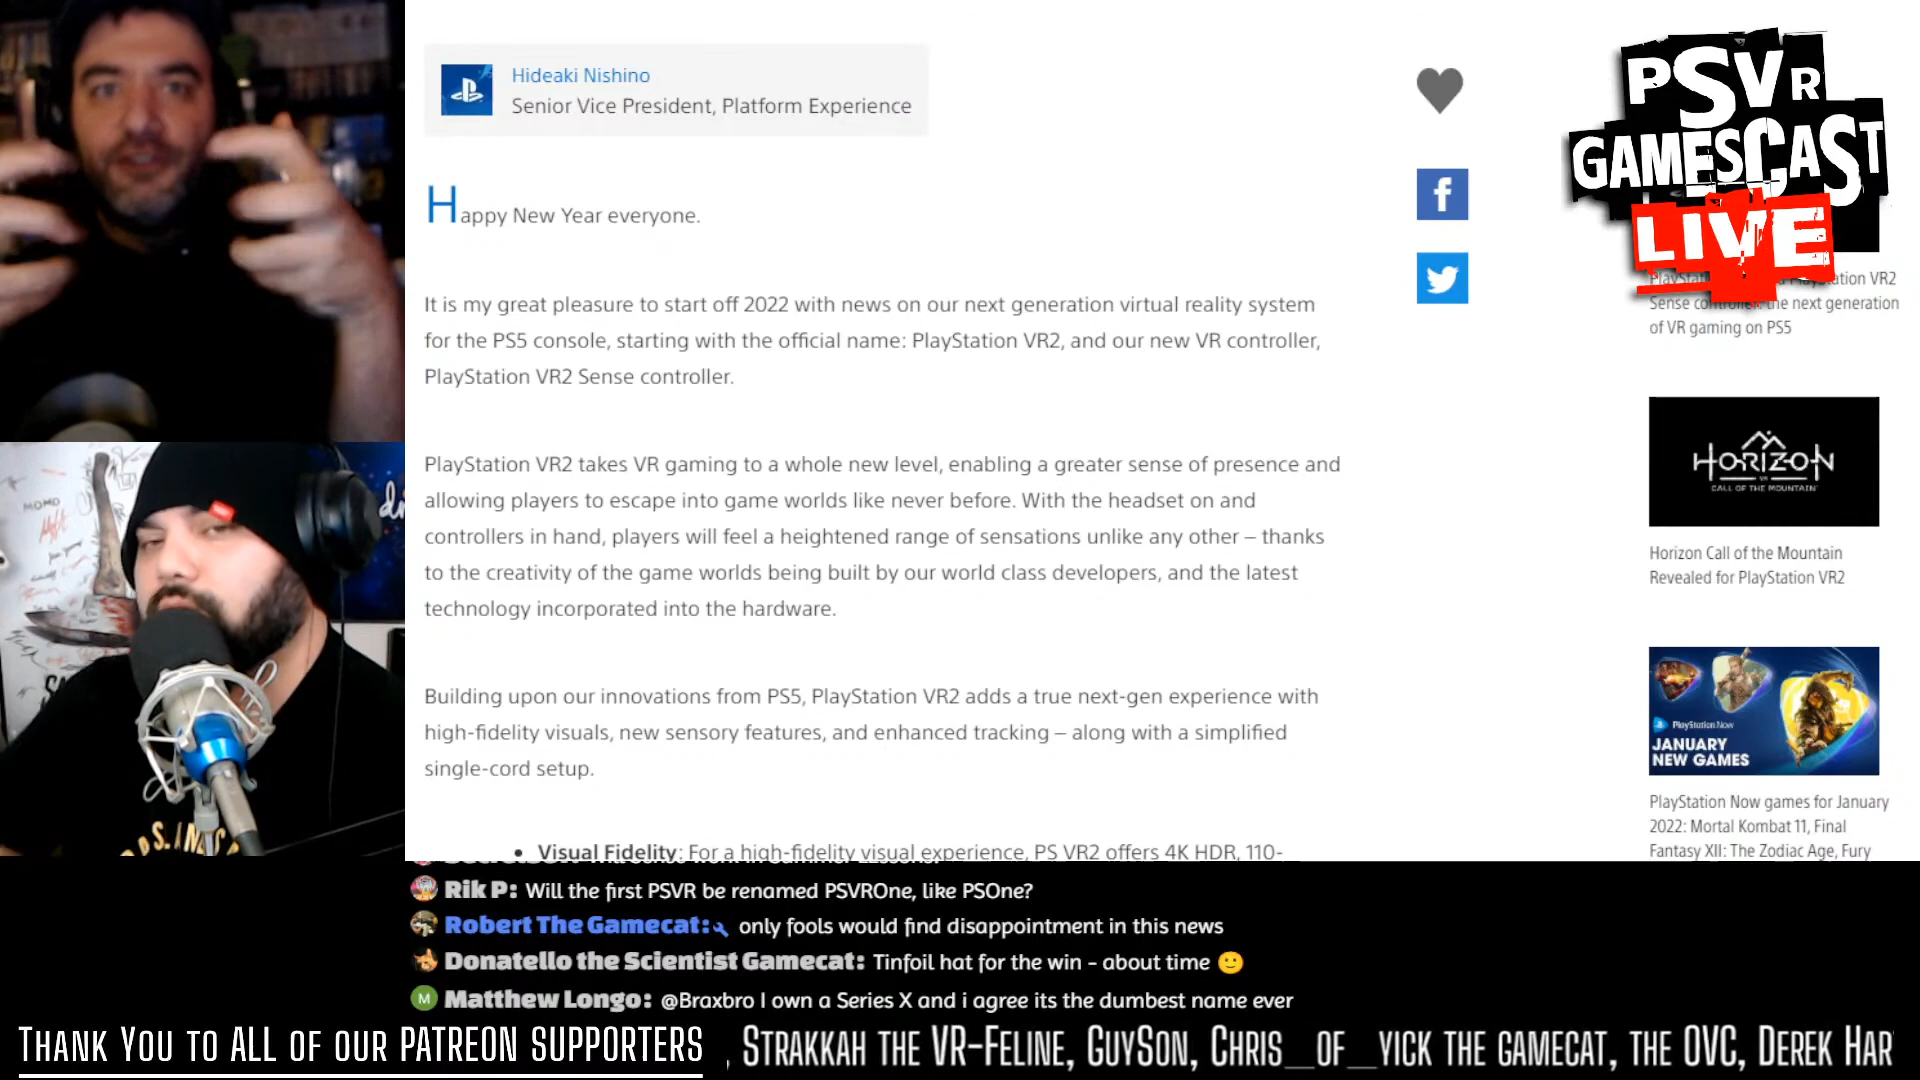 Hideaki Nishino
Senior Vice President, Platform Experience
Happy New Year everyone.
It is my great pleasure to start off 2022 with news on our next generation virtual reality system
for the PS5 console, starting with the official name: PlayStation VR2, and our new VR controller,
PlayStation VR2 Sense controller.
PlayStation VR2 takes VR gaming to a whole new level, enabling a greater sense of presence and
allowing players to escape into game worlds like never before. With the headset on and
controllers in hand, players will feel a heightened range of sensations unlike any other – thanks
to the creativity of the game worlds being built by our world class developers, and the latest
technology incorporated into the hardware.
Building upon our innovations from PS5, PlayStation VR2 adds a true next-gen experience with
high-fidelity visuals, new sensory features, and enhanced tracking – along with a simplified
single-cord setup.
• Visual Fidelity: For a high-fidelity visual experience, PS VR2 offers 4K HDR, 110-
f
PSVR
GAMESCAST
LIVE
PlayStation VR2
Sense controller: the next generation
of VR gaming on PS5
HORIZON
VR
CALL OF THE MOUNTAIN
Horizon Call of the Mountain
Revealed for PlayStation VR2
PlayStation Now
JANUARY
NEW GAMES
PlayStation Now games for January
2022: Mortal Kombat 11, Final
Fantasy XII: The Zodiac Age, Fury
MOMO
Rik P: Will the first PSVR be renamed PSVROne, like PSOne?
Robert The Gamecat: only fools would find disappointment in this news
Donatello the Scientist Gamecat: Tinfoil hat for the win - about time 🙂
M Matthew Longo: @Braxbro I own a Series X and i agree its the dumbest name ever
THANK YOU TO ALL OF OUR PATREON SUPPORTERS
, STRAKKAH THE VR-FELINE, GUYSON, CHRIS_OF_YICK THE GAMECAT, THE OVC, DEREK HAR